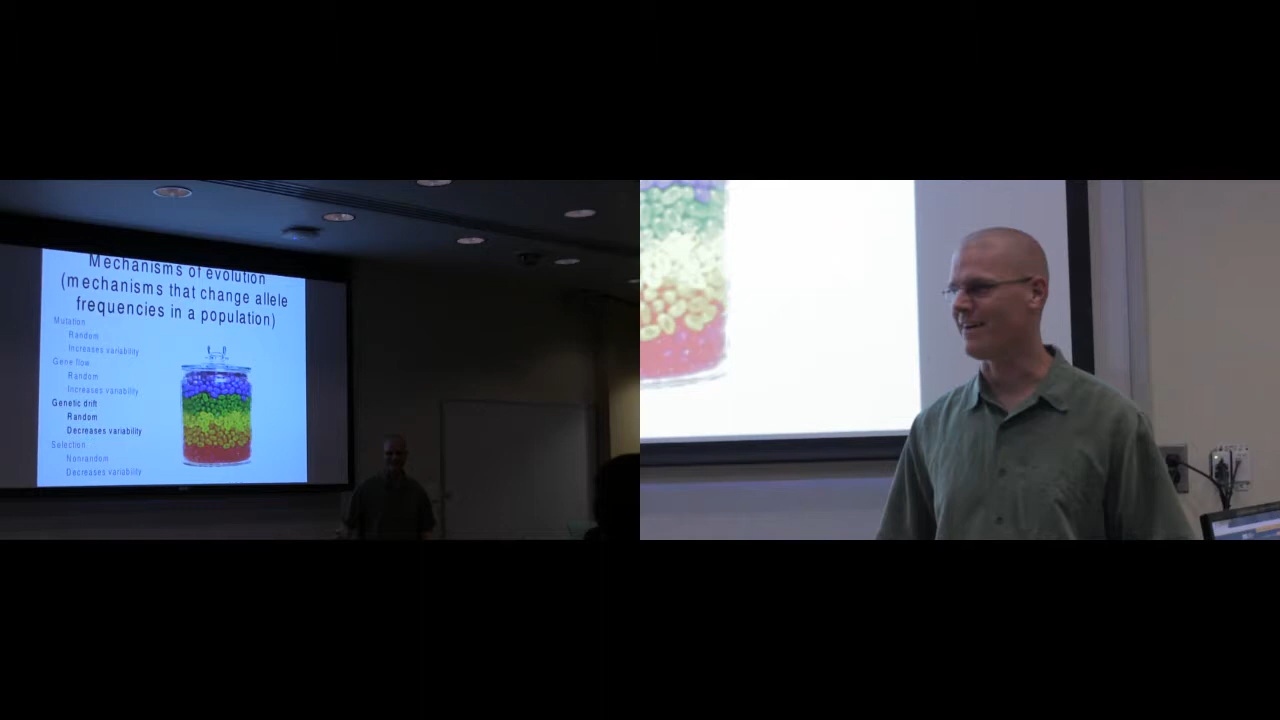 Mechanisms of evolution
(mechanisms that change allele
frequencies in a population)
Mutation
Random
Increases variability
Gene flow
Random
Increases variability
Genetic drift
Random
Decreases variability
Selection
Nonrandom
Decreases variability